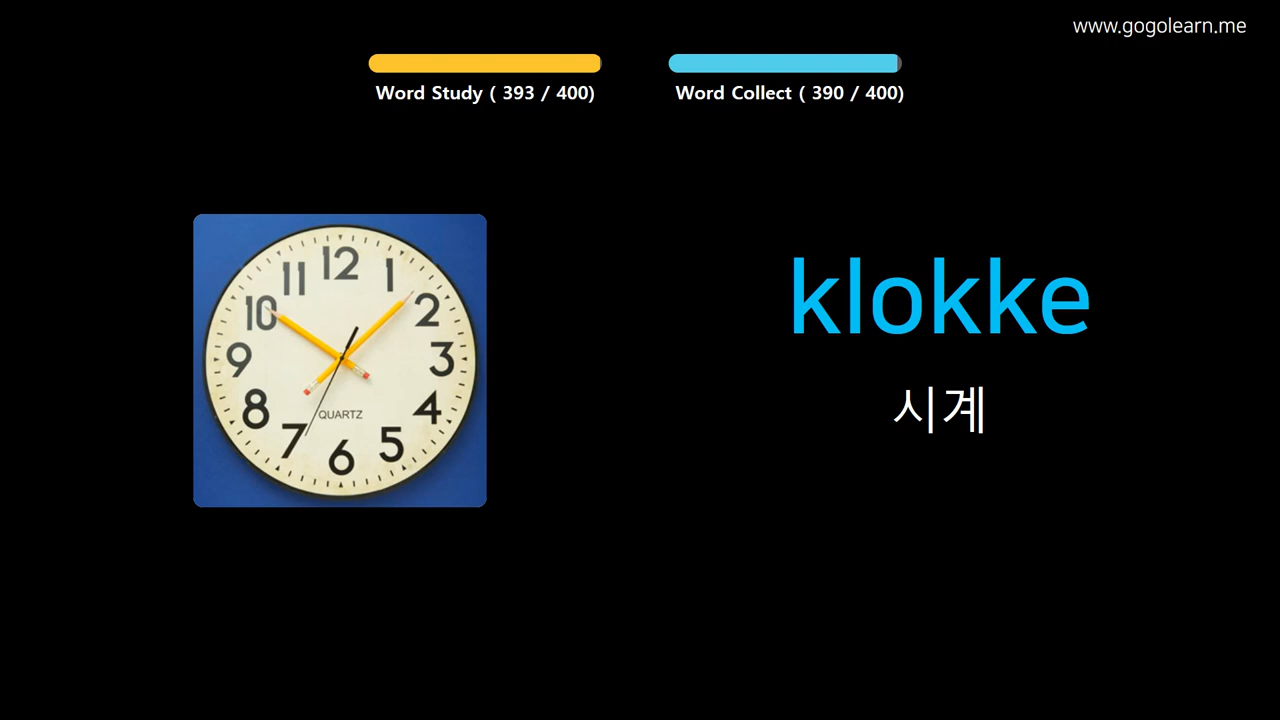 www.gogolearn.me
Word Study ( 393 / 400)
Word Collect ( 390 / 400)
12
11 1
10 2
9 3
8 4
QUARTZ
7 5
6
klokke
시계